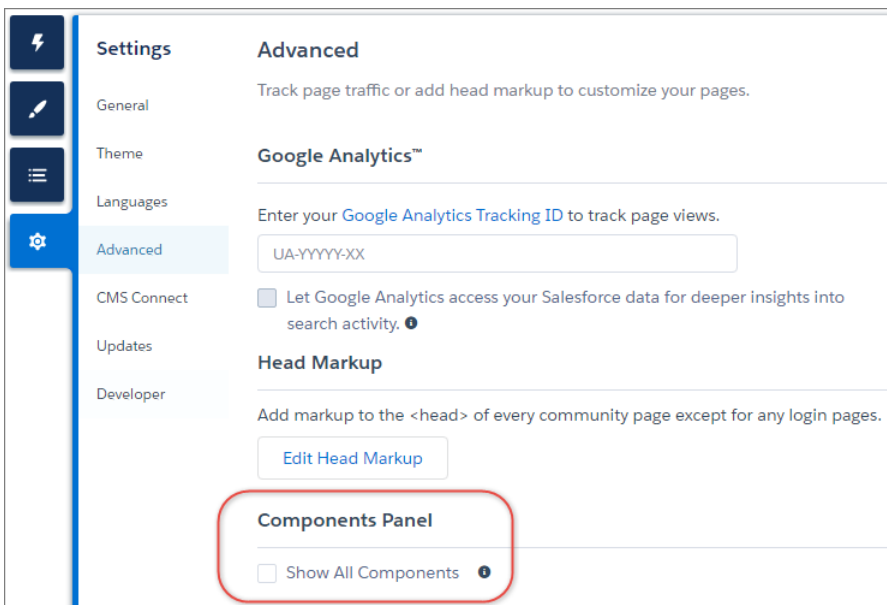 Settings
General
Theme
Languages
Advanced
CMS Connect
Updates
Developer
Advanced
Track page traffic or add head markup to customize your pages.
Google Analytics™
Enter your Google Analytics Tracking ID to track page views.
UA-YYYYY-XX
Let Google Analytics access your Salesforce data for deeper insights into
search activity.
Head Markup
Add markup to the <head> of every community page except for any login pages.
Edit Head Markup
Components Panel
Show All Components